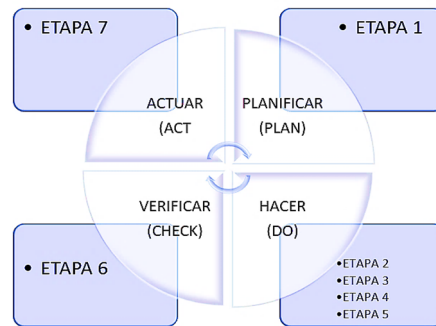 • ETAPA 7
• ETAPA 1
ACTUAR
(ACT
PLANIFICAR
(PLAN)
VERIFICAR
(CHECK)
HACER
(DO)
• ETAPA 6
•ETAPA 2
•ETAPA 3
•ETAPA 4
•ETAPA 5